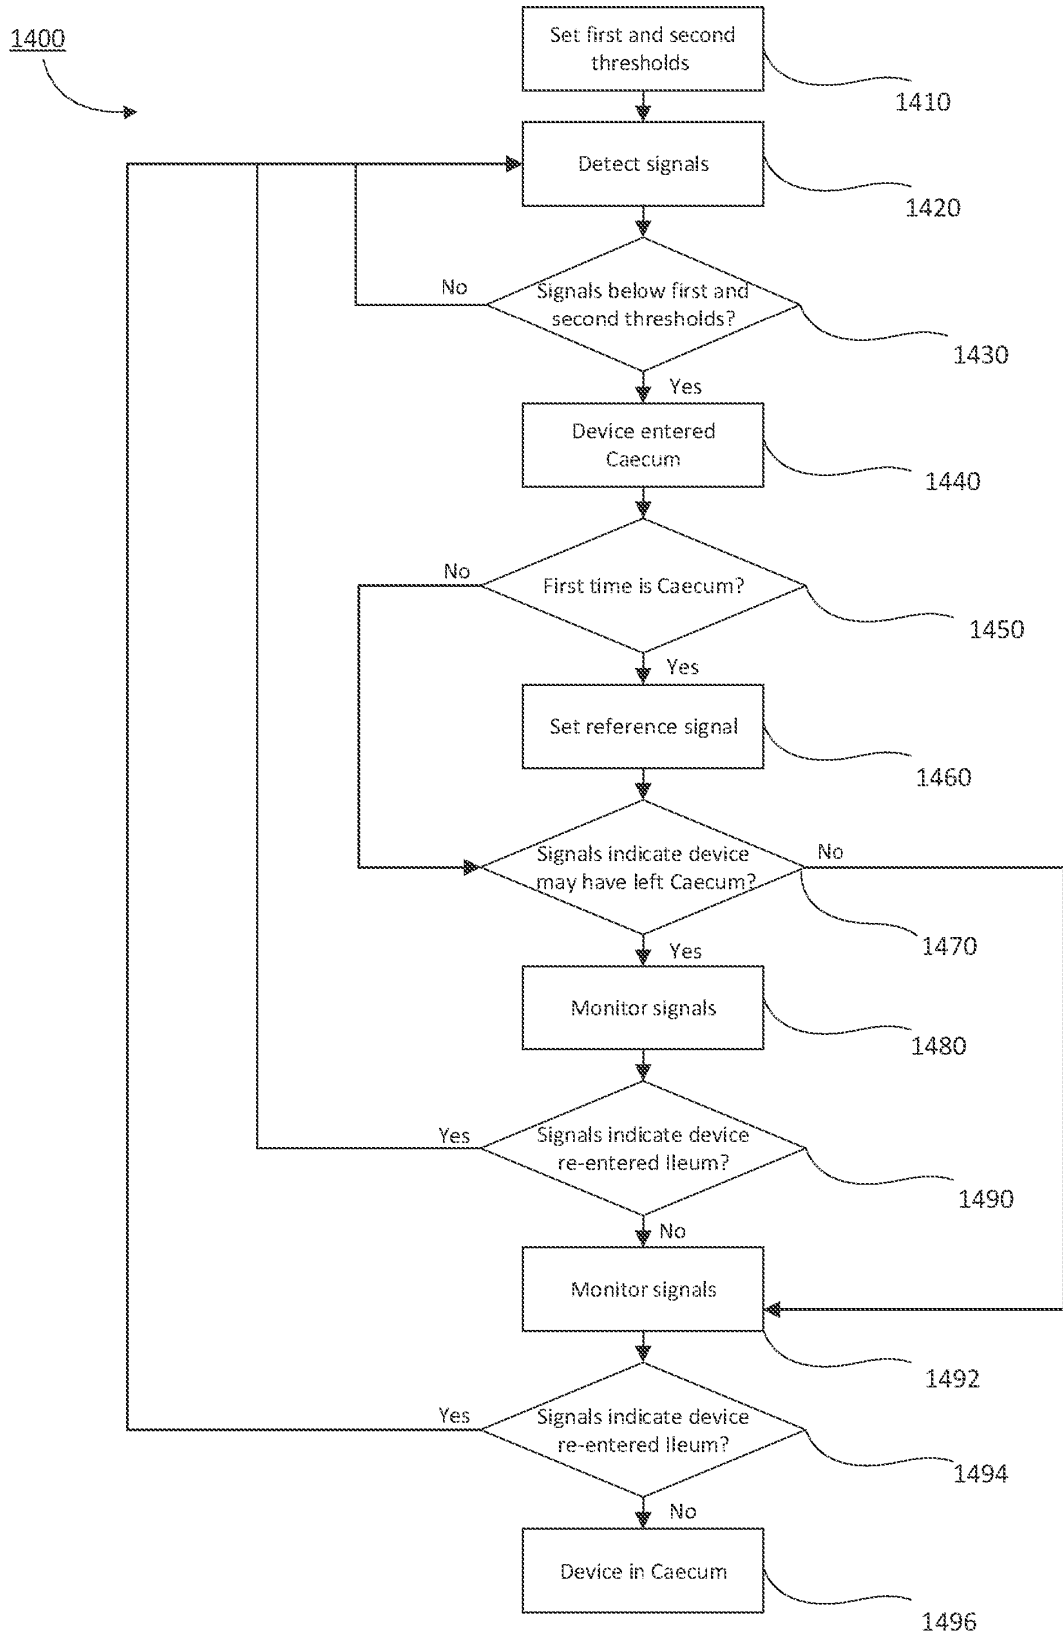 1400
Set first and second
thresholds
1410
Detect signals
1420
No
Signals below first and
second thresholds?
1430
Yes
Device entered
Caecum
1440
No
First time is Caecum?
1450
Yes
Set reference signal
1460
Signals indicate device
may have left Caecum?
No
1470
Yes
Monitor signals
1480
Yes
Signals indicate device
re-entered Ileum?
1490
No
Monitor signals
1492
Yes
Signals indicate device
re-entered Ileum?
1494
No
Device in Caecum
1496